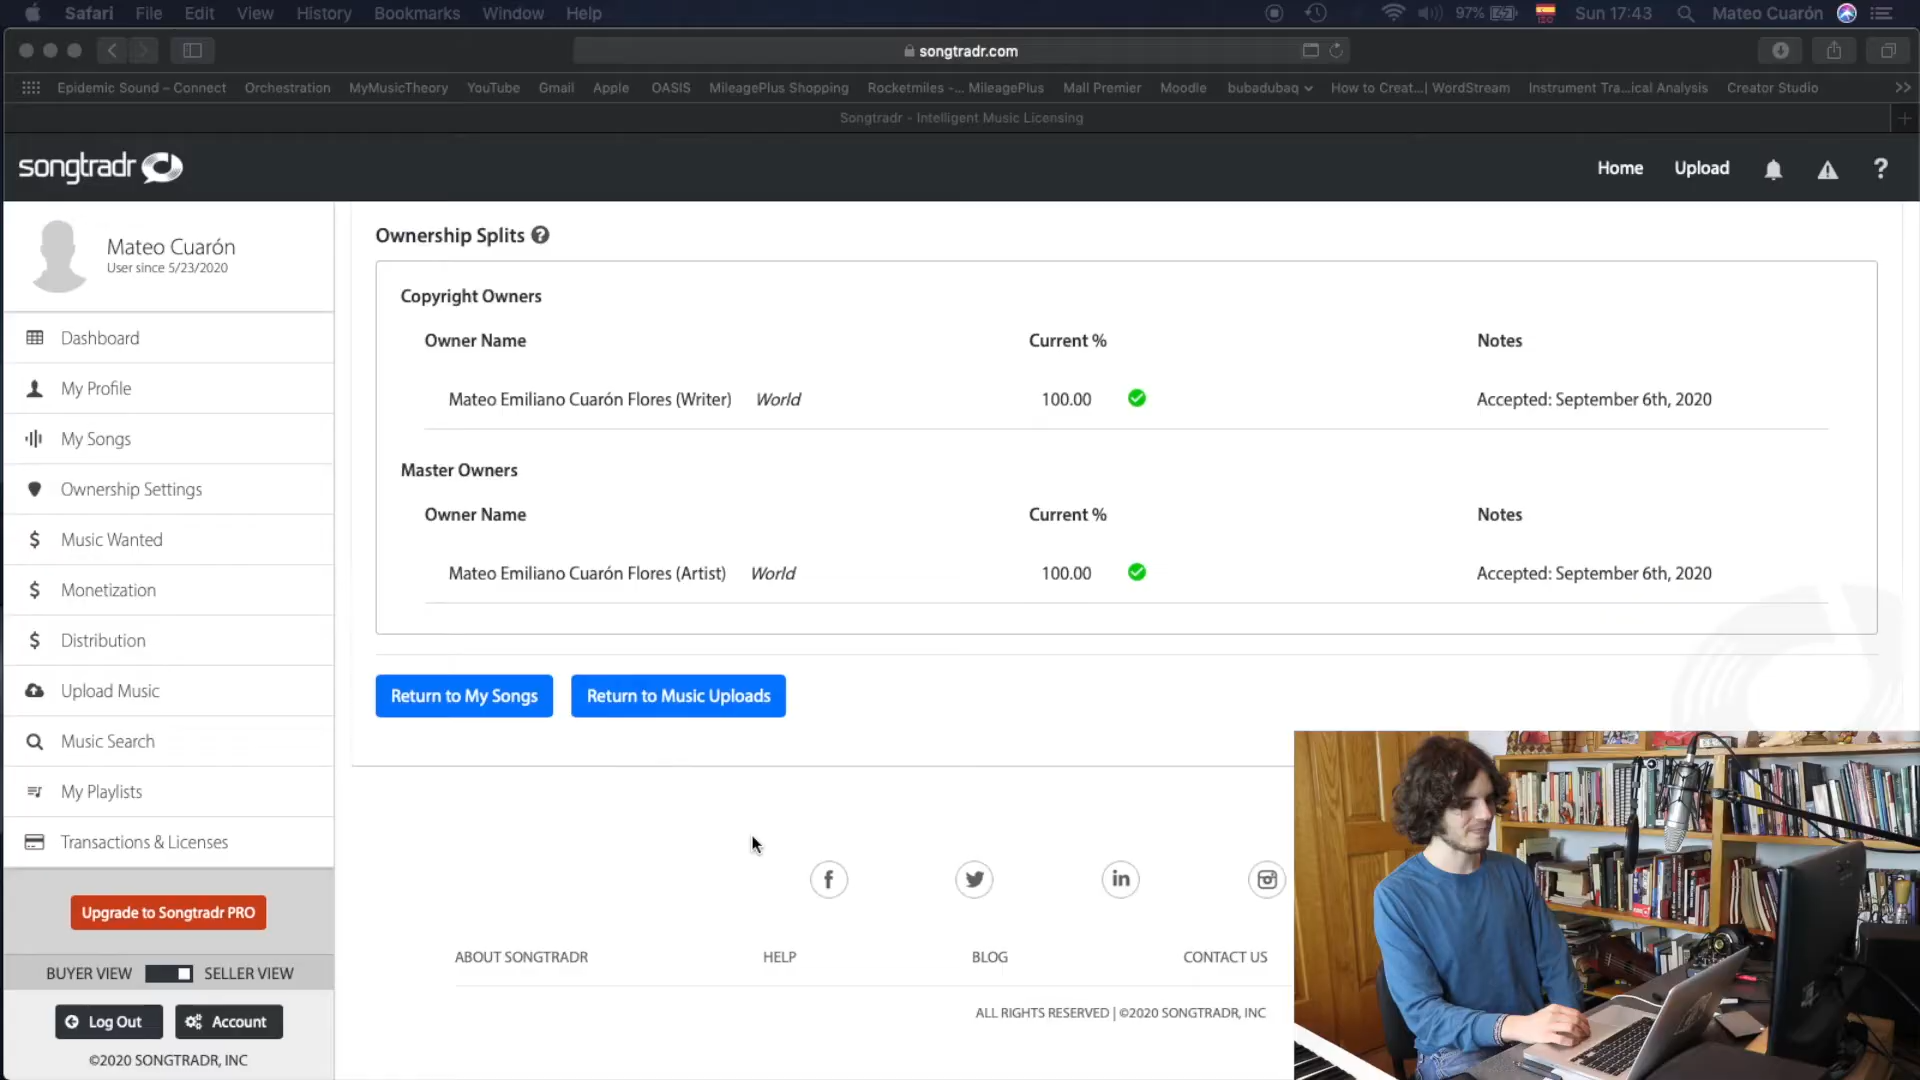 Safari File Edit View History Bookmarks Window Help 97% Sun 17:43 Mateo Cuarón
songtradr.com
Epidemic Sound – Connect Orchestration MyMusicTheory YouTube Gmail Apple OASIS MileagePlus Shopping Rocketmiles -... MileagePlus Mall Premier Moodle bubadubaq How to Creat...| WordStream Instrument Tra...ical Analysis Creator Studio
Songtradr - Intelligent Music Licensing
songtradr Home Upload ?
Mateo Cuarón
User since 5/23/2020
Dashboard
My Profile
My Songs
Ownership Settings
$ Music Wanted
$ Monetization
$ Distribution
Upload Music
Music Search
My Playlists
Transactions & Licenses
Upgrade to Songtradr PRO
BUYER VIEW SELLER VIEW
Log Out Account
©2020 SONGTRADR, INC
Ownership Splits ?
Copyright Owners
Owner Name Current % Notes
Mateo Emiliano Cuarón Flores (Writer) World 100.00 Accepted: September 6th, 2020
Master Owners
Owner Name Current % Notes
Mateo Emiliano Cuarón Flores (Artist) World 100.00 Accepted: September 6th, 2020
Return to My Songs Return to Music Uploads
f in
ABOUT SONGTRADR HELP BLOG CONTACT US
ALL RIGHTS RESERVED | ©2020 SONGTRADR, INC